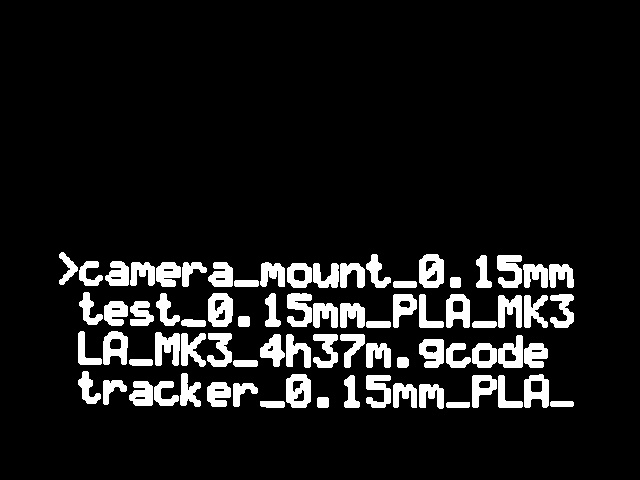 >camera_mount_0.15mm
test_0.15mm_PLA_MK3
LA_MK3_4h37m.gcode
tracker_0.15mm_PLA_